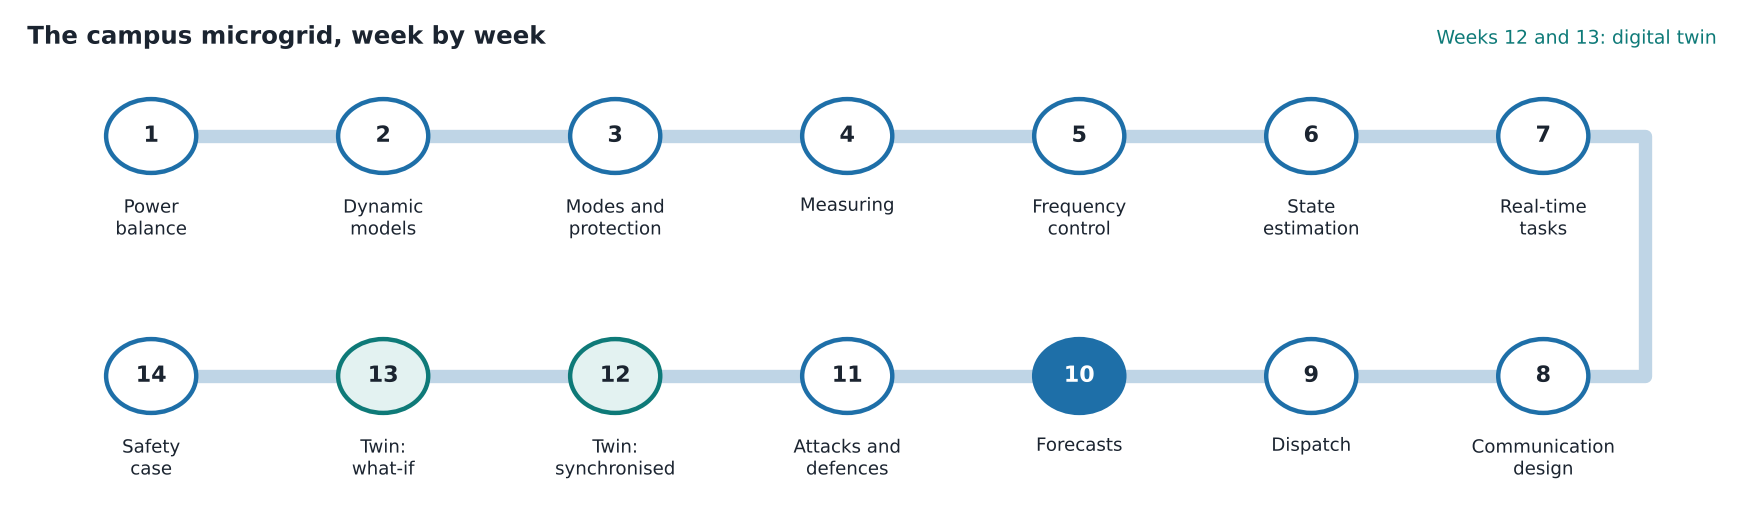 The campus microgrid, week by week
Weeks 12 and 13: digital twin
1
2
3
4
5
6
7
Power
balance
Dynamic
models
Modes and
protection
Measuring
Frequency
control
State
estimation
Real-time
tasks
14
13
12
11
10
9
8
Safety
case
Twin:
what-if
Twin:
synchronised
Attacks and
defences
Forecasts
Dispatch
Communication
design